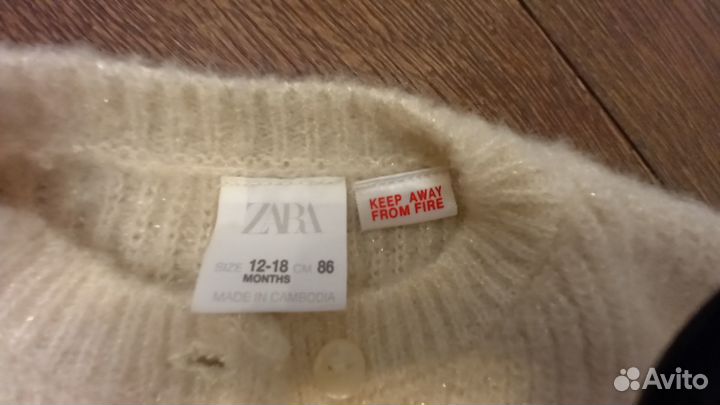 ZARA
SIZE 12-18 CM 86
MONTHS
MADE IN CAMBODIA
KEEP AWAY
FROM FIRE
Avito